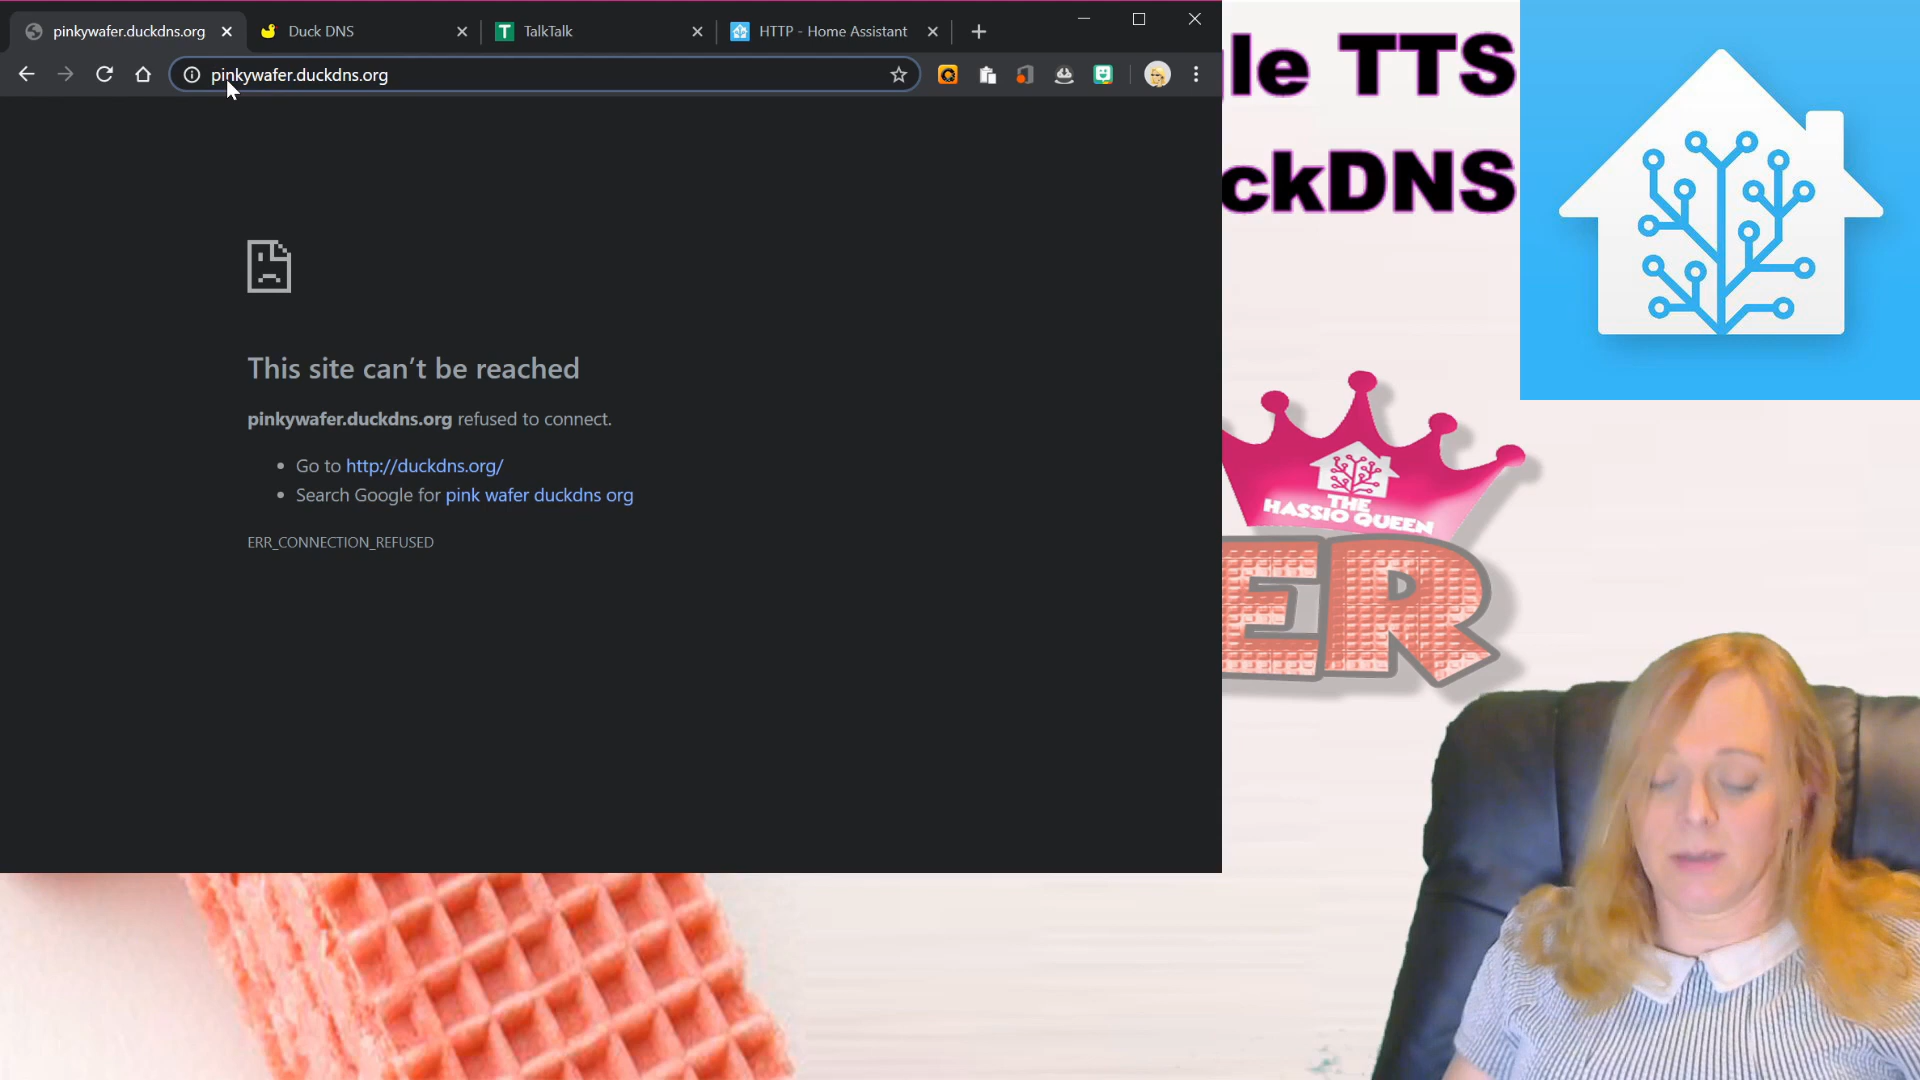 pinkywafer.duckdns.org
Duck DNS
TalkTalk
HTTP - Home Assistant
pinkywafer.duckdns.org
This site can't be reached
pinkywafer.duckdns.org refused to connect.
Go to http://duckdns.org/
Search Google for pink wafer duckdns org
ERR_CONNECTION_REFUSED
le TTS
ckDNS
THE
HASSIO QUEEN
ER